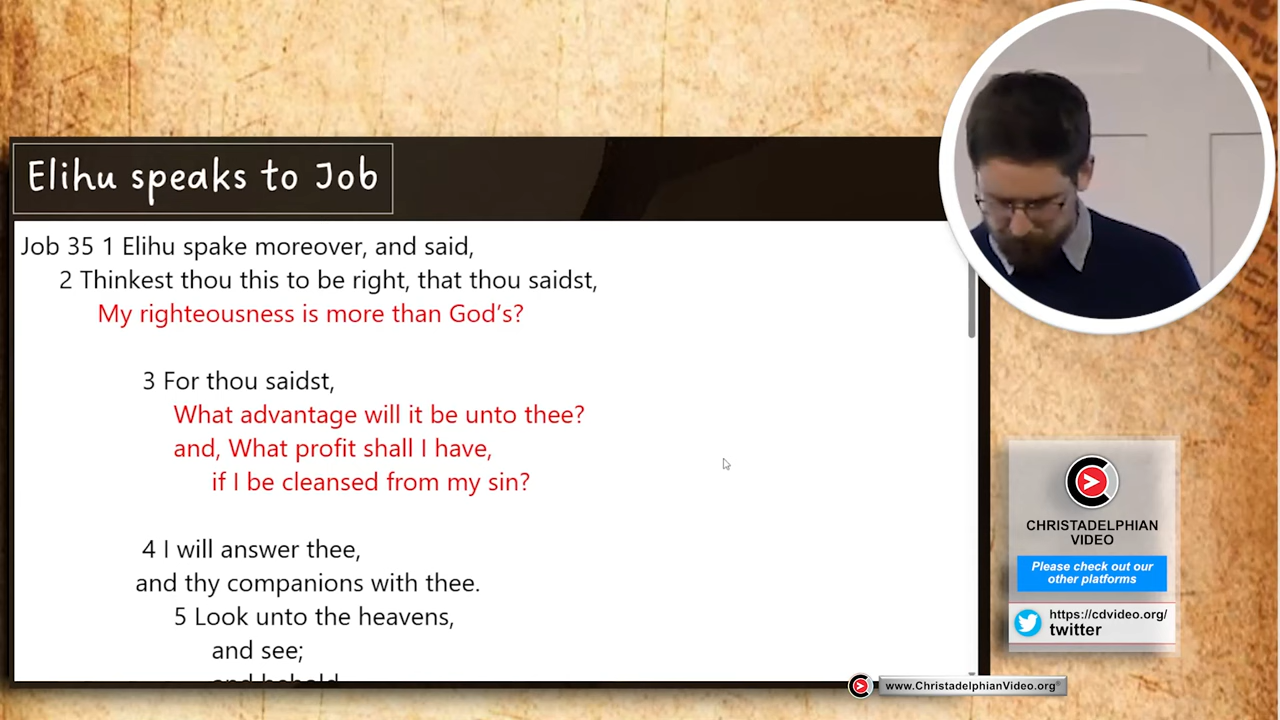 Elihu speaks to Job
Job 35 1 Elihu spake moreover, and said,
2 Thinkest thou this to be right, that thou saidst,
My righteousness is more than God's?
3 For thou saidst,
What advantage will it be unto thee?
and, What profit shall I have,
if I be cleansed from my sin?
4 I will answer thee,
and thy companions with thee.
5 Look unto the heavens,
and see;
and behold
CHRISTADELPHIAN
VIDEO
Please check out our
other platforms
https://cdvideo.org/
twitter
www.ChristadelphianVideo.org